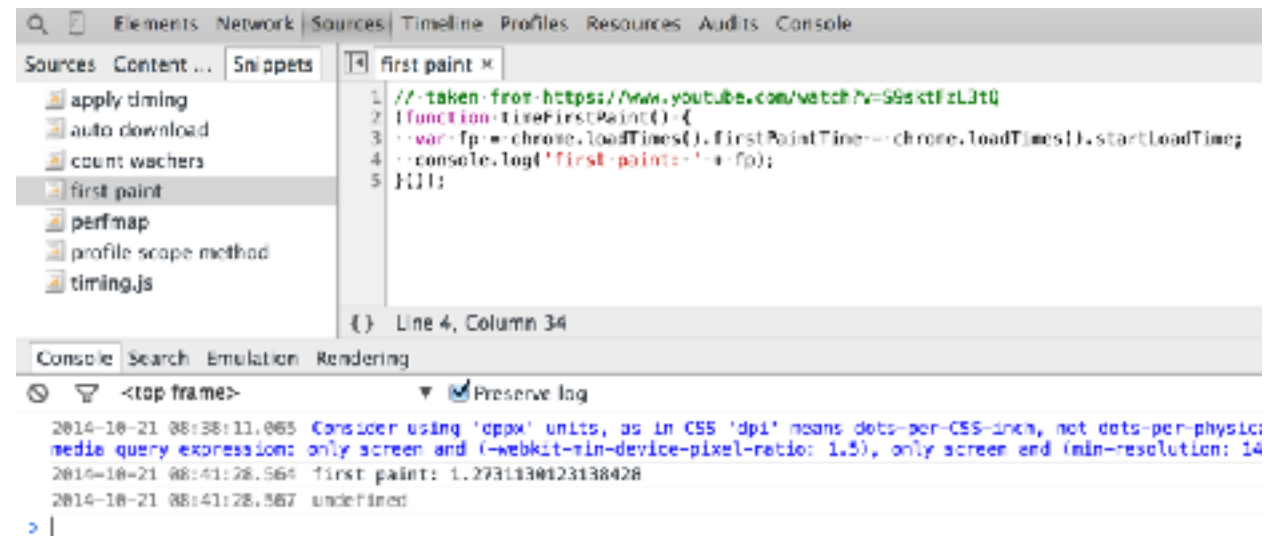 Elements Network Sources Timeline Profiles Resources Audits Console
Sources Content ... Snippets
first paint ×
apply timing
auto download
count wachers
first paint
perfmap
profile scope method
timing.js
1 // taken from https://www.youtube.com/watch?v=
2 (function timeFirstPaint() {
3 var fp = chrome.loadTimes().firstPaintTime - chrome.loadTimes().startLoadTime;
4 console.log('first paint: ' + fp);
5 }());
{} Line 4, Column 34
Console Search Emulation Rendering
<top frame> ▼ Preserve log
2014-10-21 08:38:11.065 Consider using 'dppx' units, as in CSS 'dpi' means dots-per-CSS-inch, not dots-per-physica
media query expression: only screen and (-webkit-min-device-pixel-ratio: 1.5), only screen and (min-resolution: 14
2014-10-21 08:41:28.564 first paint: 1.2731130123138428
2014-10-21 08:41:28.567 undefined
>